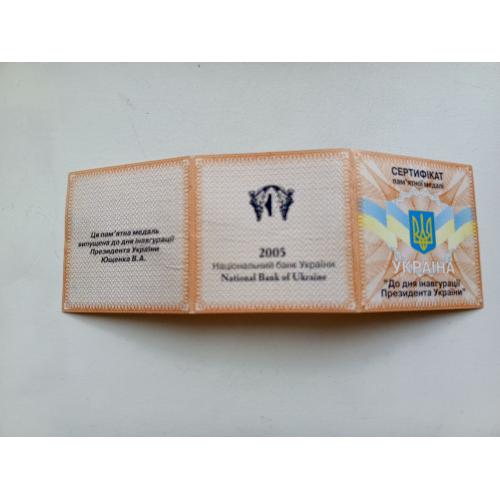 Ця пам'ятна медаль
випущена до дня інавгурації
Президента України
Ющенка В.А.
2005
Національний банк України
National Bank of Ukraine
СЕРТИФІКАТ
пам'ятної медалі
УКРАЇНА
"До дня інавгурації
Президента України"